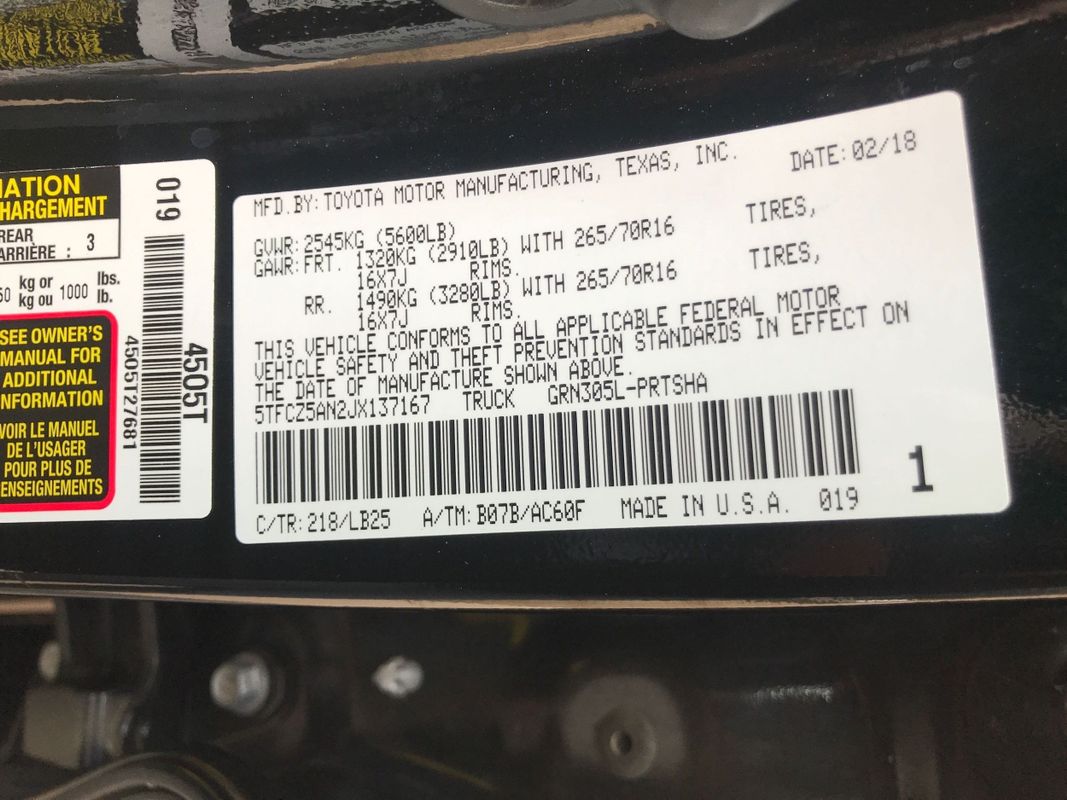 MATION
HARGEMENT
REAR
ARRIÈRE : 3
kg or
kg ou 1000 lbs.
lb.
SEE OWNER'S
MANUAL FOR
ADDITIONAL
INFORMATION
VOIR LE MANUEL
DE L'USAGER
POUR PLUS DE
RENSEIGNEMENTS
019
4505T
4505T27681
MFD.BY:TOYOTA MOTOR MANUFACTURING, TEXAS, INC. DATE:02/18
GVWR:2545KG (5600LB)
GAWR:FRT. 1320KG (2910LB) WITH 265/70R16 TIRES,
16X7J RIMS.
RR. 1490KG (3280LB) WITH 265/70R16 TIRES,
16X7J RIMS.
THIS VEHICLE CONFORMS TO ALL APPLICABLE FEDERAL MOTOR
VEHICLE SAFETY AND THEFT PREVENTION STANDARDS IN EFFECT ON
THE DATE OF MANUFACTURE SHOWN ABOVE.
5TFCZ5AN2JX137167 TRUCK GRN305L-PRTSHA
C/TR:218/LB25 A/TM:B07B/AC60F MADE IN U.S.A. 019
1